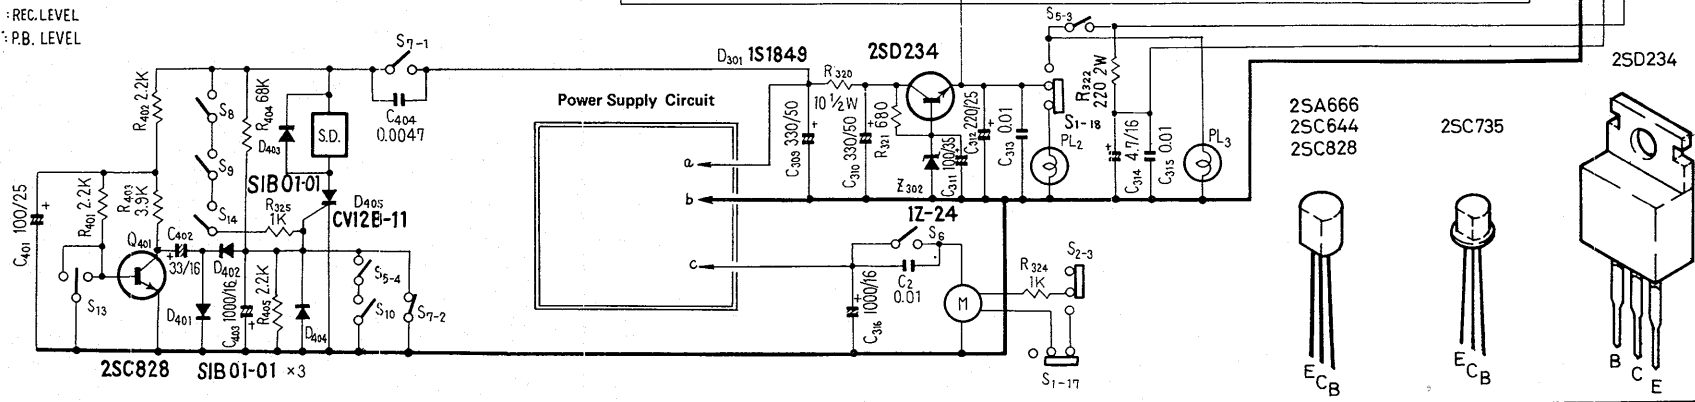 : REC. LEVEL
: P.B. LEVEL
S7-1
C404
0.0047
R402 2.2K
S8
S9
S14
R404 68K
D403
S.D.
SIB 01-01
D405
CV12B-11
R325
1K
C401 100/25
R401 2.2K
R403 3.9K
Q401
C402
33/16
D402
D401
C403 1000/16
R405 2.2K
D404
S5-4
S10
S7-2
S13
2SC828
SIB 01-01 ×3
Power Supply Circuit
a
b
c
D301 1S1849
R320
10 ½W
C309 330/50
C310 330/50
R321 680
2SD234
Z302
1Z-24
C311 100/35
C312 220/25
C313 0.01
S5-3
S1-18
PL2
R322
220 2W
C314 4.7/16
C315 0.01
PL3
S6
C2
0.01
C316 1000/16
M
R324
1K
S2-3
S1-17
2SA666
2SC644
2SC828
E C B
2SC735
E C B
2SD234
B C E